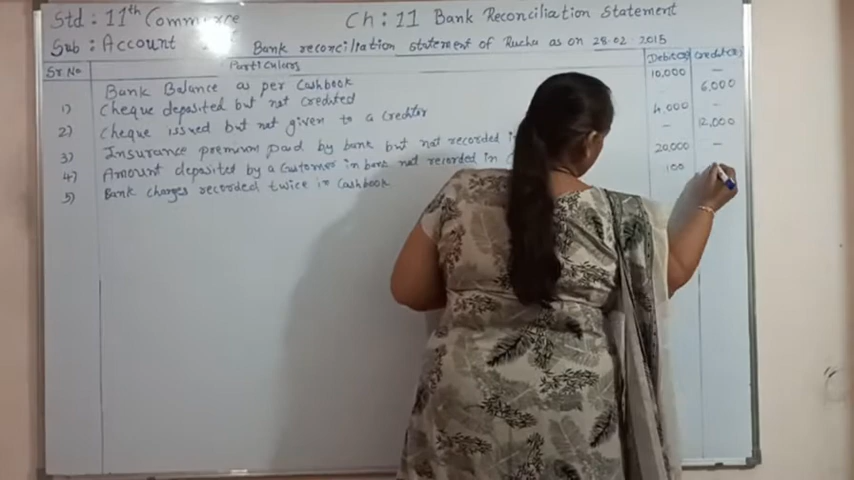 Std : 11th Commerce Ch : 11 Bank Reconciliation Statement
Sub : Account Bank reconciliation statement of Ruchu as on 28.02.2015
Sr.No Particulars Debit(₹) Credit(₹)
Bank Balance as per Cashbook 10,000 –
1) Cheque deposited but not credited – 6,000
2) Cheque issued but not given to a creditor 4,000 –
3) Insurance premium paid by bank but not recorded – 12,000
4) Amount deposited by a customer in bank not recorded in 20,000 –
5) Bank charges recorded twice in Cashbook 100